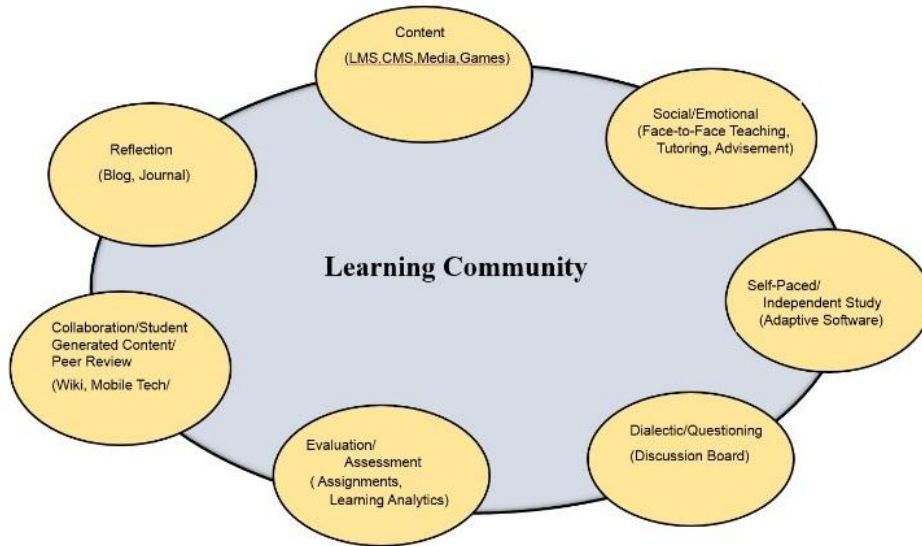 Content
(LMS,CMS,Media,Games)
Social/Emotional
(Face-to-Face Teaching,
Tutoring, Advisement)
Reflection
(Blog, Journal)
Learning Community
Self-Paced/
Independent Study
(Adaptive Software)
Collaboration/Student
Generated Content/
Peer Review
(Wiki, Mobile Tech/
Dialectic/Questioning
(Discussion Board)
Evaluation/
Assessment
( Assignments,
Learning Analytics)